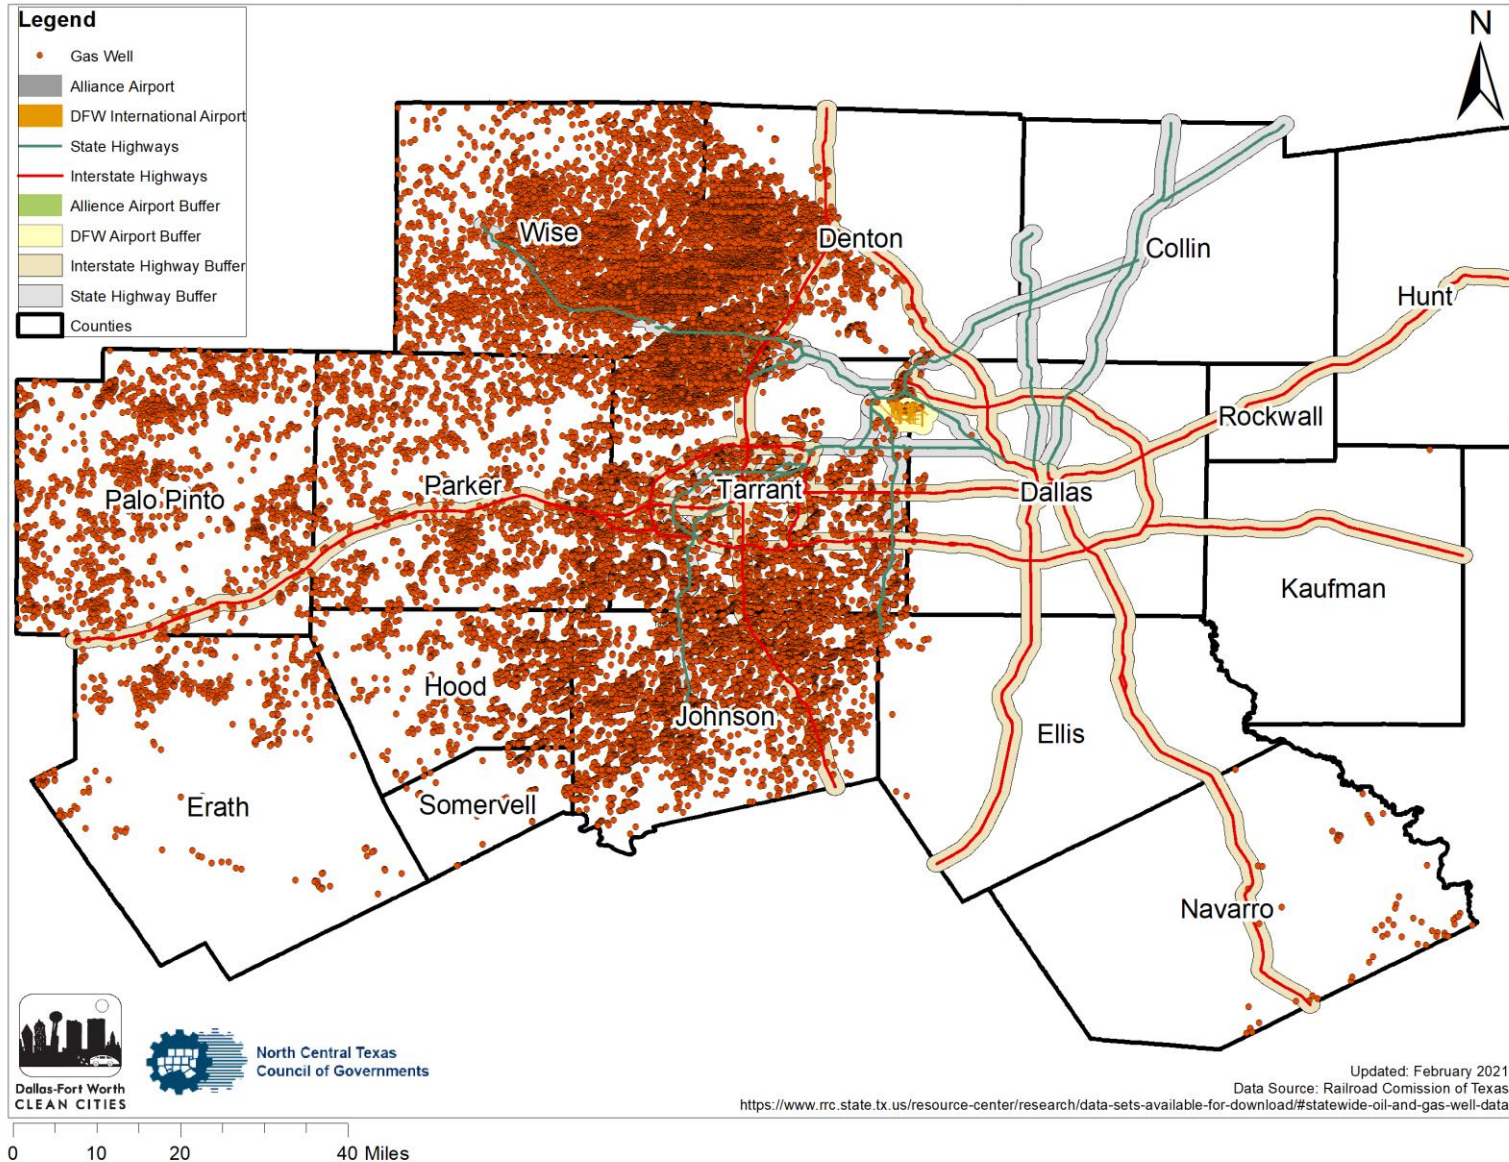 Legend
Gas Well
Alliance Airport
DFW International Airport
State Highways
Interstate Highways
Allience Airport Buffer
DFW Airport Buffer
Interstate Highway Buffer
State Highway Buffer
Counties
N
Wise
Denton
Collin
Hunt
Rockwall
Palo Pinto
Parker
Tarrant
Dallas
Kaufman
Hood
Johnson
Ellis
Erath
Somervell
Navarro
Dallas-Fort Worth
CLEAN CITIES
North Central Texas
Council of Governments
Updated: February 2021
Data Source: Railroad Comission of Texas
https://www.rrc.state.tx.us/resource-center/research/data-sets-available-for-download/#statewide-oil-and-gas-well-data
0 10 20 40 Miles